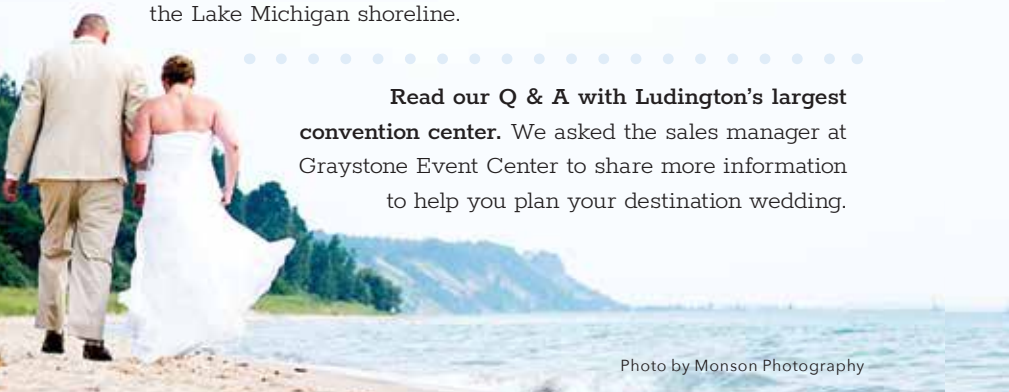 the Lake Michigan shoreline.
Read our Q & A with Ludington’s largest
convention center. We asked the sales manager at
Graystone Event Center to share more information
to help you plan your destination wedding.
Photo by Monson Photography